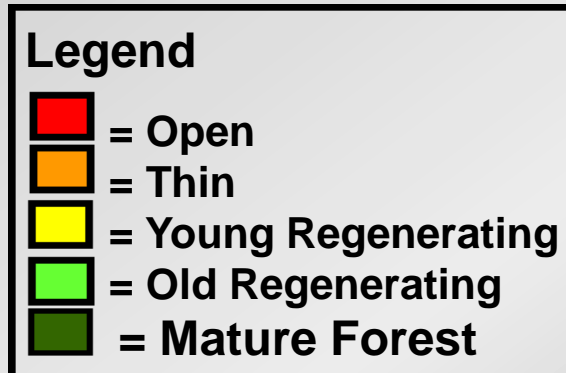 Legend
= Open
= Thin
= Young Regenerating
= Old Regenerating
= Mature Forest